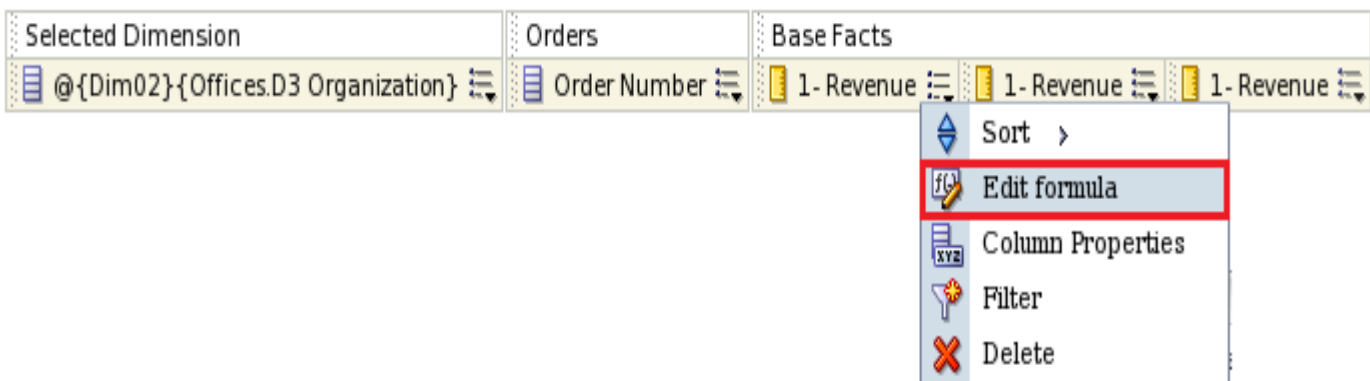 Selected Dimension Orders Base Facts
@{Dim02}{Offices.D3 Organization} Order Number 1- Revenue 1- Revenue 1- Revenue
Sort
Edit formula
Column Properties
Filter
Delete